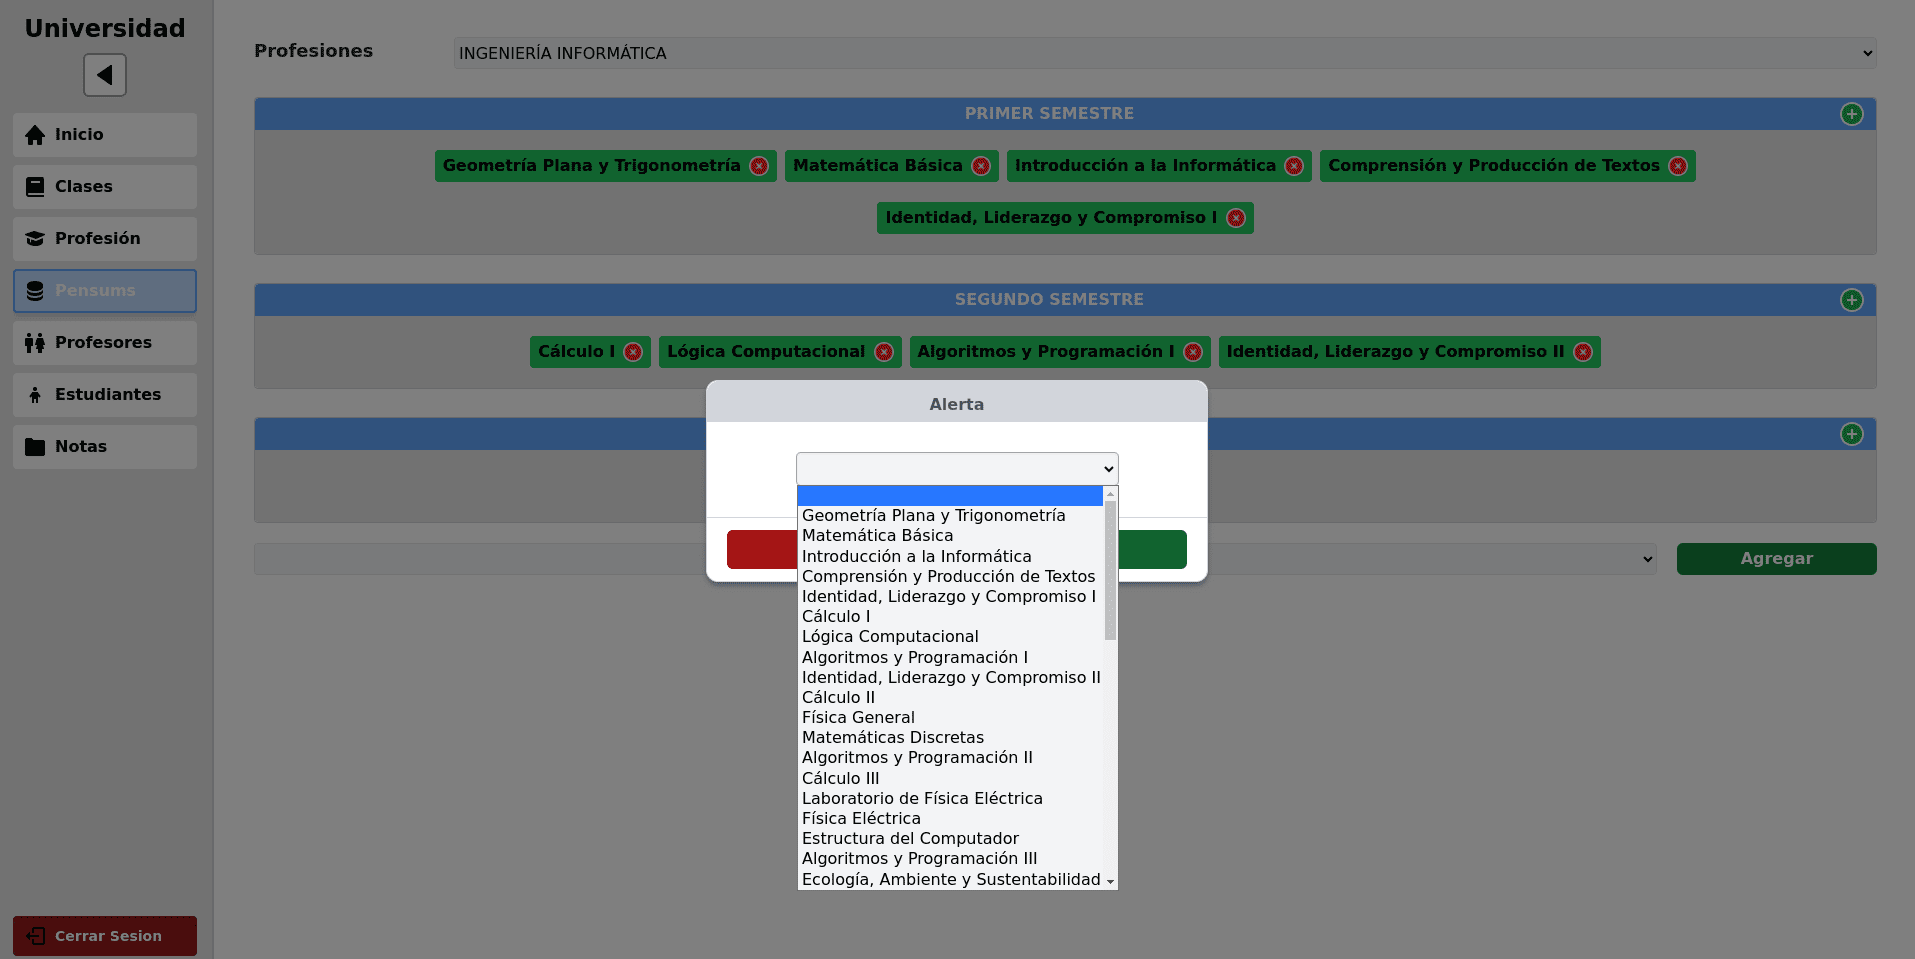 Universidad
Inicio
Clases
Profesión
Pensums
Profesores
Estudiantes
Notas
Cerrar Sesion
Profesiones
INGENIERÍA INFORMÁTICA
PRIMER SEMESTRE
Geometría Plana y Trigonometría
Matemática Básica
Introducción a la Informática
Comprensión y Producción de Textos
Identidad, Liderazgo y Compromiso I
SEGUNDO SEMESTRE
Cálculo I
Lógica Computacional
Algoritmos y Programación I
Identidad, Liderazgo y Compromiso II
Agregar
Alerta
Geometría Plana y Trigonometría
Matemática Básica
Introducción a la Informática
Comprensión y Producción de Textos
Identidad, Liderazgo y Compromiso I
Cálculo I
Lógica Computacional
Algoritmos y Programación I
Identidad, Liderazgo y Compromiso II
Cálculo II
Física General
Matemáticas Discretas
Algoritmos y Programación II
Cálculo III
Laboratorio de Física Eléctrica
Física Eléctrica
Estructura del Computador
Algoritmos y Programación III
Ecología, Ambiente y Sustentabilidad